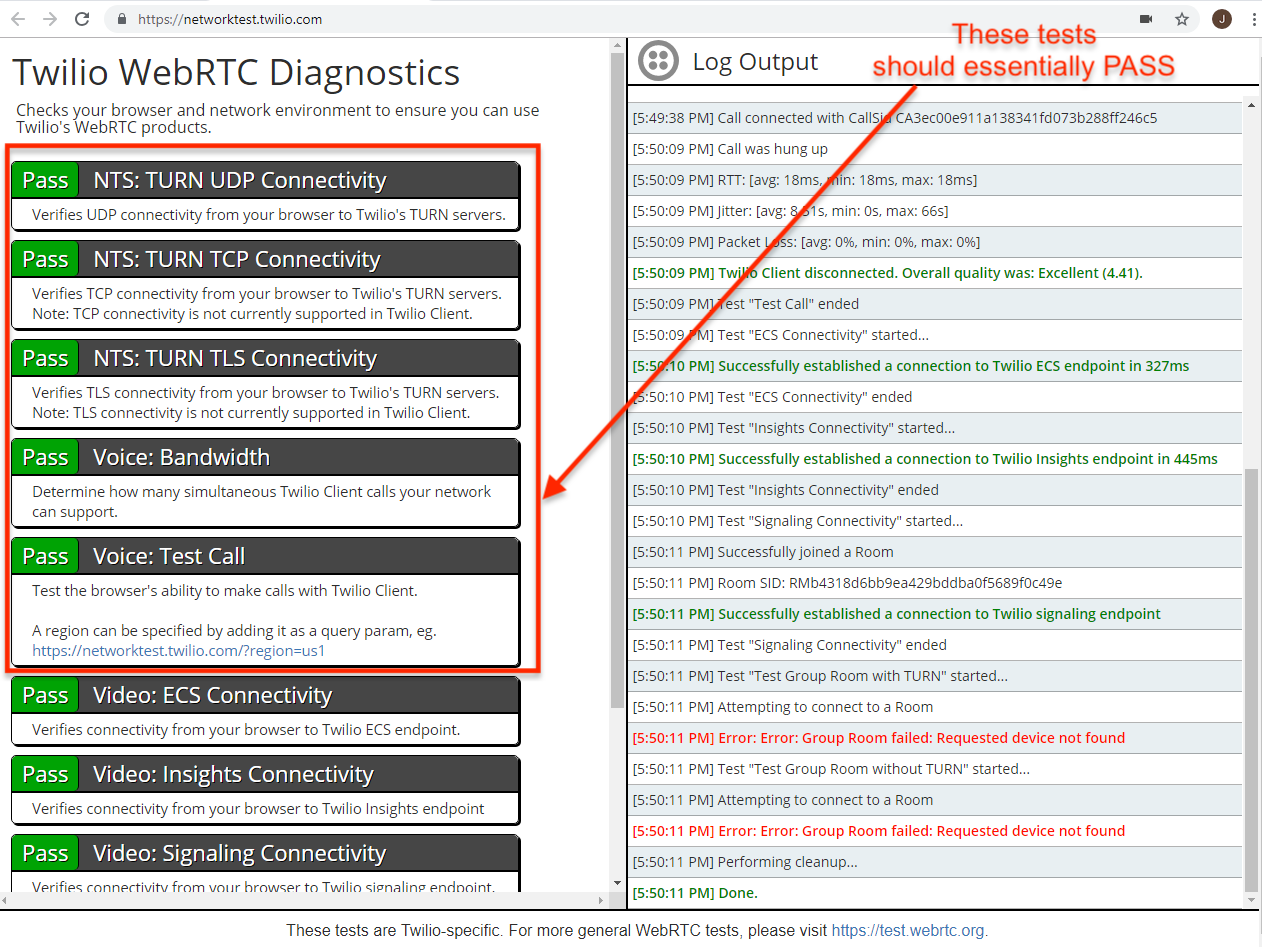 https://networktest.twilio.com
J
These tests
should essentially PASS
Twilio WebRTC Diagnostics
Checks your browser and network environment to ensure you can use
Twilio's WebRTC products.
Pass NTS: TURN UDP Connectivity
Verifies UDP connectivity from your browser to Twilio's TURN servers.
Pass NTS: TURN TCP Connectivity
Verifies TCP connectivity from your browser to Twilio's TURN servers.
Note: TCP connectivity is not currently supported in Twilio Client.
Pass NTS: TURN TLS Connectivity
Verifies TLS connectivity from your browser to Twilio's TURN servers.
Note: TLS connectivity is not currently supported in Twilio Client.
Pass Voice: Bandwidth
Determine how many simultaneous Twilio Client calls your network
can support.
Pass Voice: Test Call
Test the browser's ability to make calls with Twilio Client.
A region can be specified by adding it as a query param, eg.
https://networktest.twilio.com/?region=us1
Pass Video: ECS Connectivity
Verifies connectivity from your browser to Twilio ECS endpoint.
Pass Video: Insights Connectivity
Verifies connectivity from your browser to Twilio Insights endpoint
Pass Video: Signaling Connectivity
Verifies connectivity from your browser to Twilio signaling endpoint.
Log Output
[5:49:38 PM] Call connected with CallSid CA3ec00e911a138341fd073b288ff246c5
[5:50:09 PM] Call was hung up
[5:50:09 PM] RTT: [avg: 18ms, min: 18ms, max: 18ms]
[5:50:09 PM] Jitter: [avg: 8.51s, min: 0s, max: 66s]
[5:50:09 PM] Packet Loss: [avg: 0%, min: 0%, max: 0%]
[5:50:09 PM] Twilio Client disconnected. Overall quality was: Excellent (4.41).
[5:50:09 PM] Test "Test Call" ended
[5:50:09 PM] Test "ECS Connectivity" started...
[5:50:10 PM] Successfully established a connection to Twilio ECS endpoint in 327ms
[5:50:10 PM] Test "ECS Connectivity" ended
[5:50:10 PM] Test "Insights Connectivity" started...
[5:50:10 PM] Successfully established a connection to Twilio Insights endpoint in 445ms
[5:50:10 PM] Test "Insights Connectivity" ended
[5:50:10 PM] Test "Signaling Connectivity" started...
[5:50:11 PM] Successfully joined a Room
[5:50:11 PM] Room SID: RMb4318d6bb9ea429bddba0f5689f0c49e
[5:50:11 PM] Successfully established a connection to Twilio signaling endpoint
[5:50:11 PM] Test "Signaling Connectivity" ended
[5:50:11 PM] Test "Test Group Room with TURN" started...
[5:50:11 PM] Attempting to connect to a Room
[5:50:11 PM] Error: Error: Group Room failed: Requested device not found
[5:50:11 PM] Test "Test Group Room without TURN" started...
[5:50:11 PM] Attempting to connect to a Room
[5:50:11 PM] Error: Error: Group Room failed: Requested device not found
[5:50:11 PM] Performing cleanup...
[5:50:11 PM] Done.
These tests are Twilio-specific. For more general WebRTC tests, please visit https://test.webrtc.org.